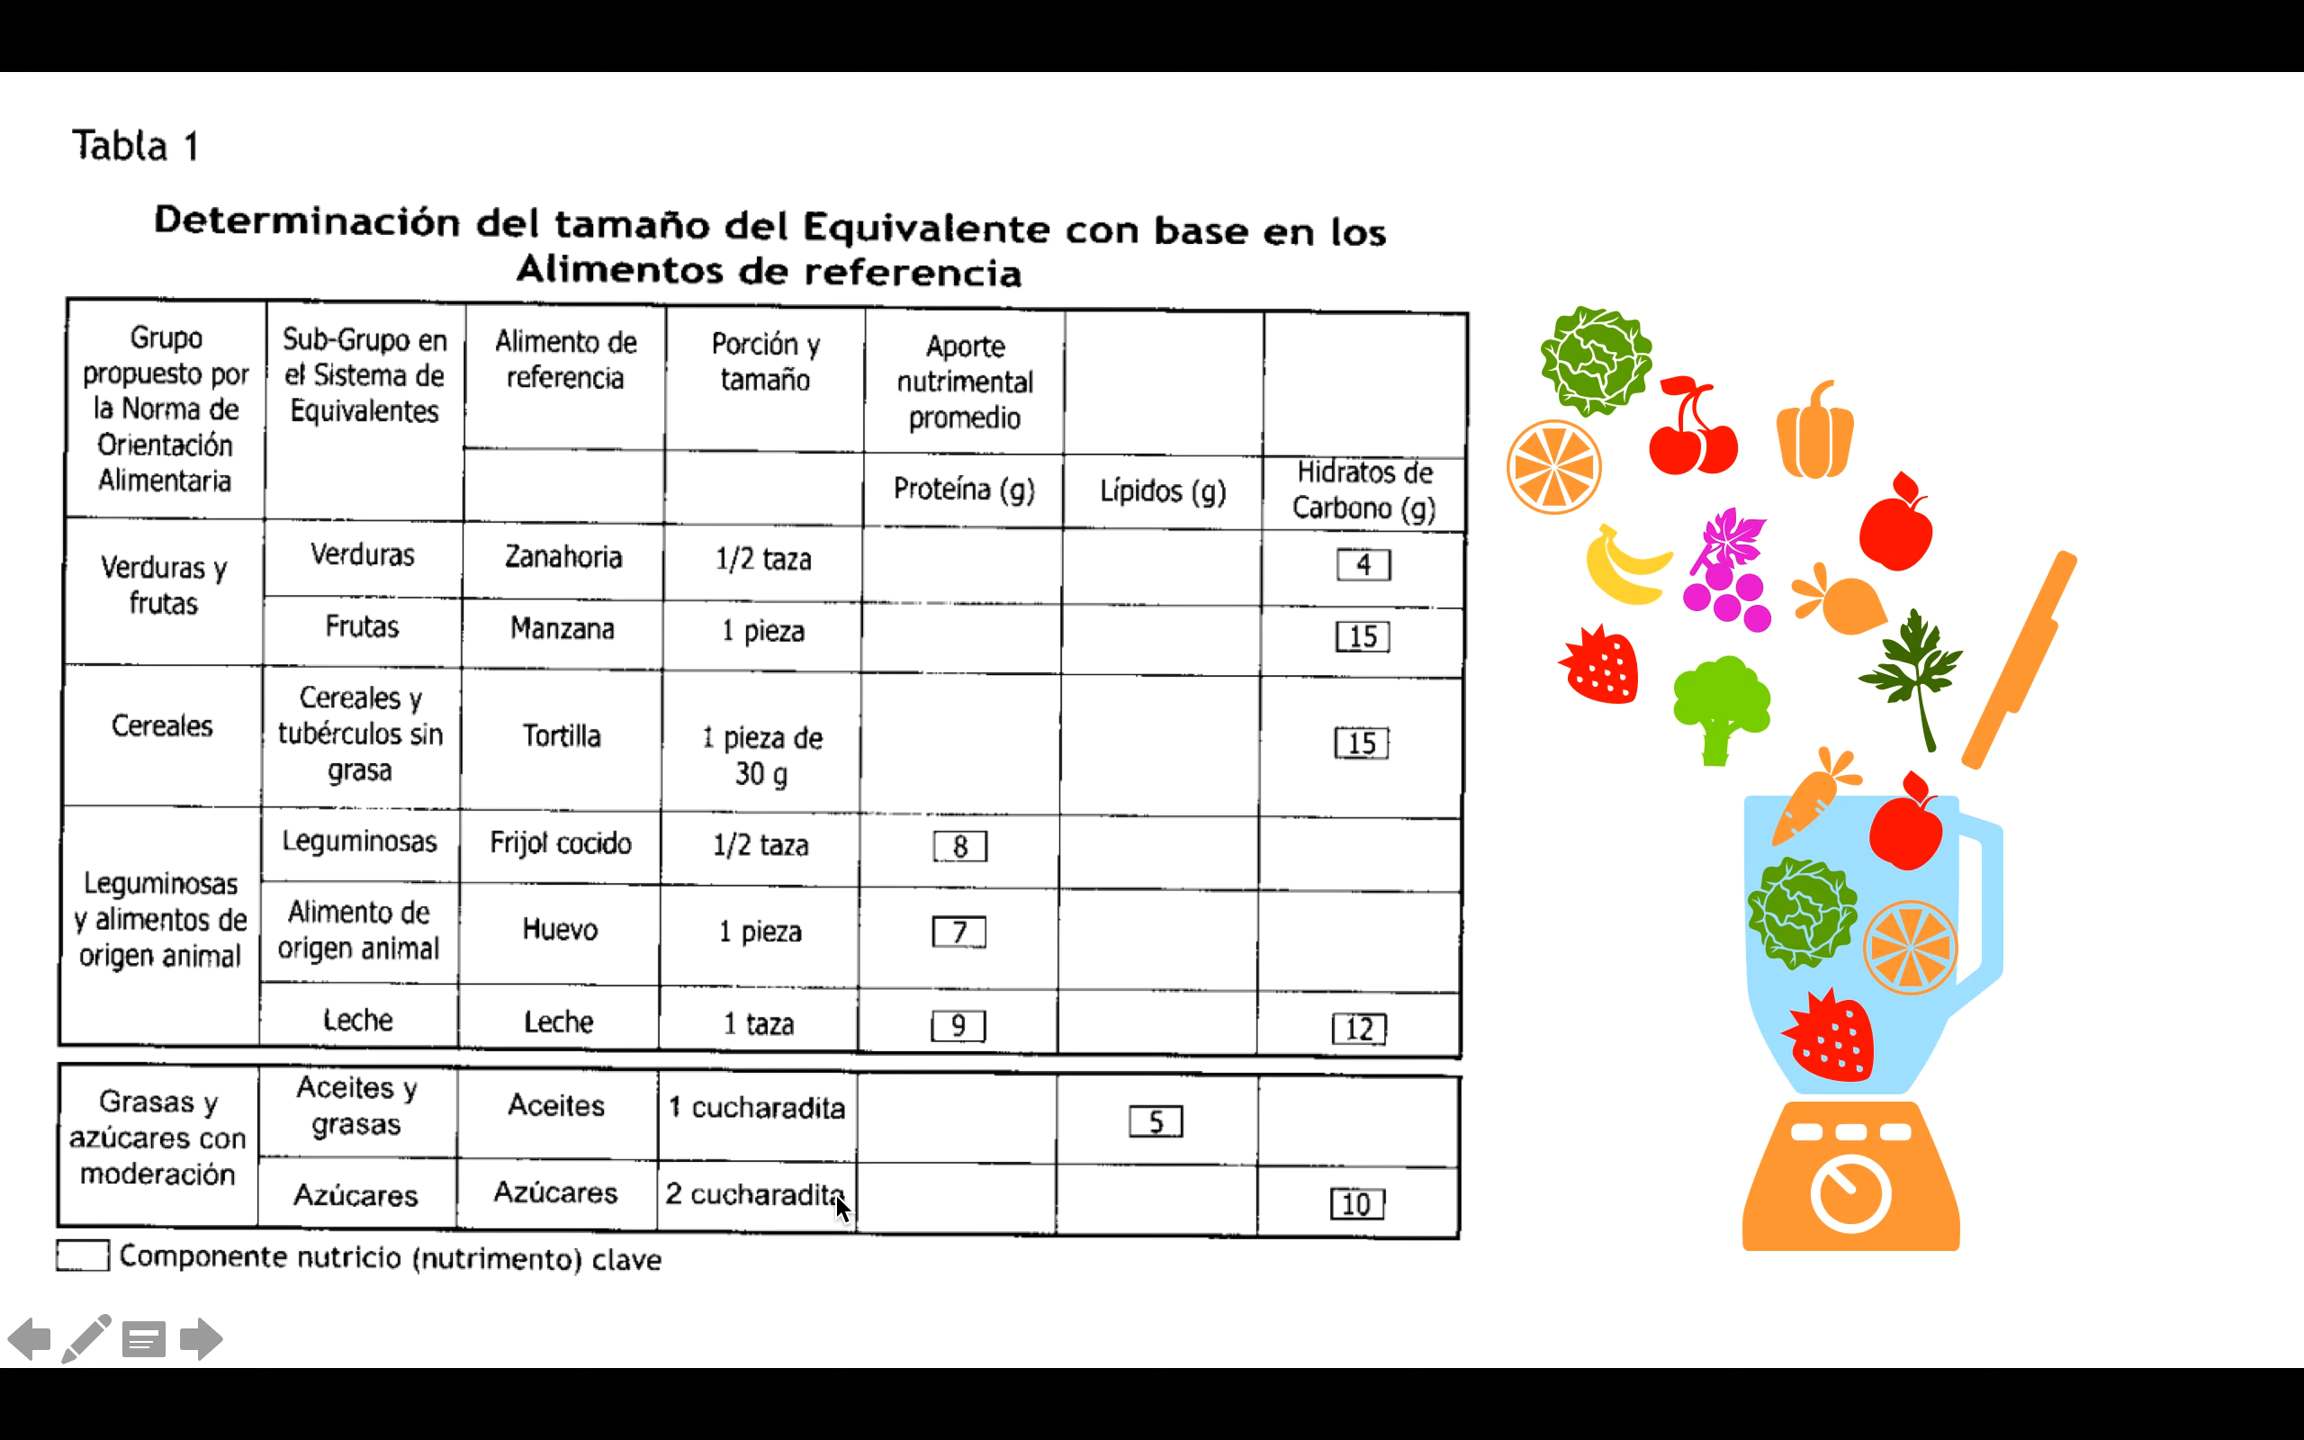 Tabla 1
Determinación del tamaño del Equivalente con base en los
Alimentos de referencia
Grupo
propuesto por
la Norma de
Orientación
Alimentaria
Sub-Grupo en
el Sistema de
Equivalentes
Alimento de
referencia
Porción y
tamaño
Aporte
nutrimental
promedio
Proteína (g)
Lípidos (g)
Hidratos de
Carbono (g)
Verduras y
frutas
Verduras
Zanahoria
1/2 taza
4
Frutas
Manzana
1 pieza
15
Cereales
Cereales y
tubérculos sin
grasa
Tortilla
1 pieza de
30 g
15
Leguminosas
y alimentos de
origen animal
Leguminosas
Frijol cocido
1/2 taza
8
Alimento de
origen animal
Huevo
1 pieza
7
Leche
Leche
1 taza
9
12
Grasas y
azúcares con
moderación
Aceites y
grasas
Aceites
1 cucharadita
5
Azúcares
Azúcares
2 cucharadita
10
Componente nutricio (nutrimento) clave